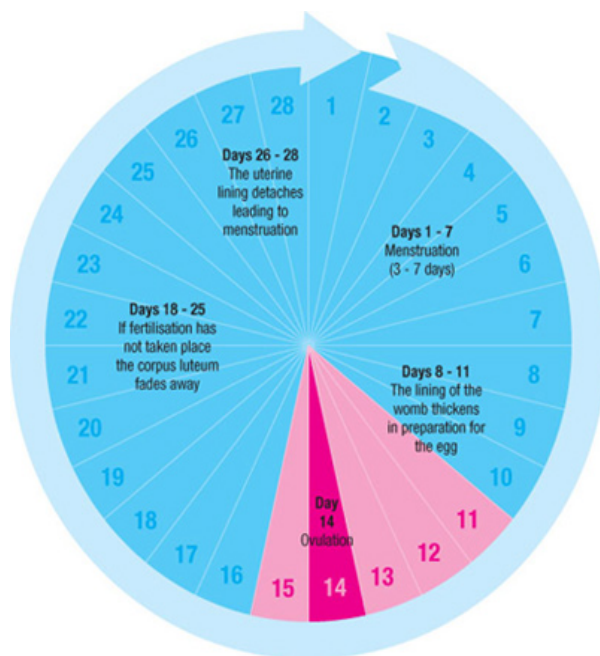 1
2
3
4
5
6
7
8
9
10
11
12
13
14
15
16
17
18
19
20
21
22
23
24
25
26
27
28
Days 1 - 7
Menstruation
(3 - 7 days)
Days 8 - 11
The lining of the
womb thickens
in preparation for
the egg
Day
14
Ovulation
Days 18 - 25
If fertilisation has
not taken place
the corpus luteum
fades away
Days 26 - 28
The uterine
lining detaches
leading to
menstruation